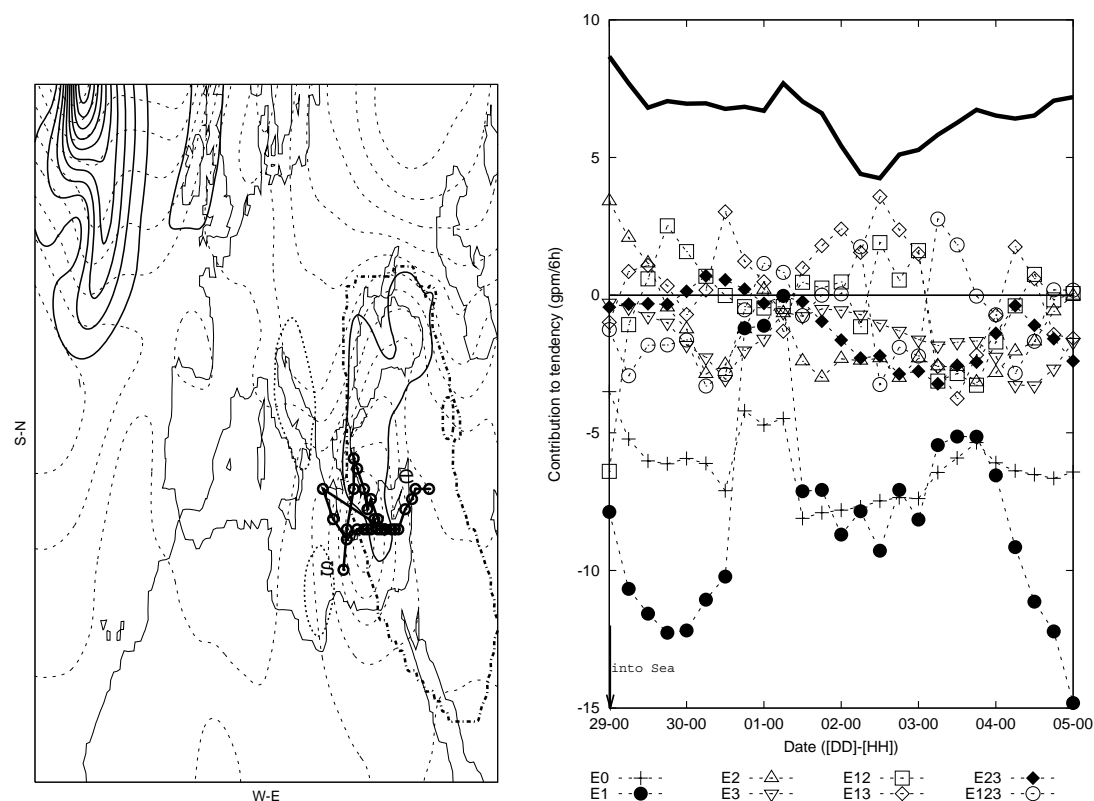 S-N
e
s
W-E
Contribution to tendency (gpm/6h)
10
5
0
-5
-10
-15
into Sea
29-00 30-00 01-00 02-00 03-00 04-00 05-00
Date ([DD]-[HH])
E0 E2 E12 E23
E1 E3 E13 E123